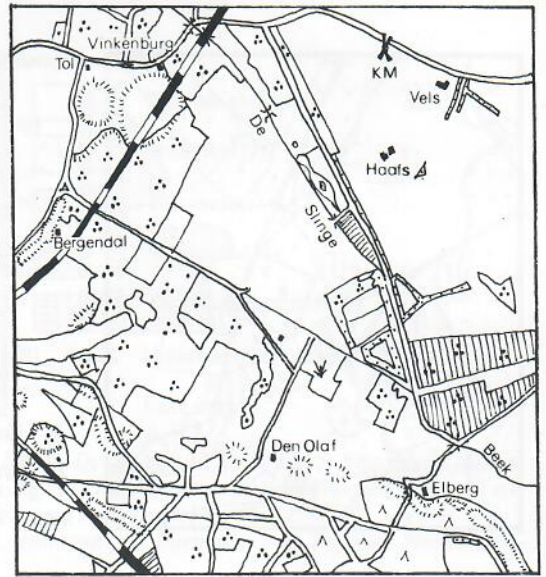 Vinkenburg
Tol
KM
Vels
De
Haafs
Slinge
Bergendal
Den Olaf
Beek
Elberg